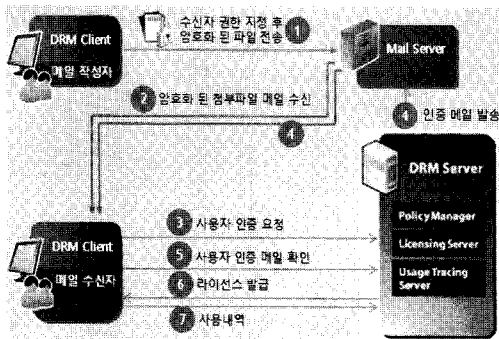 DRM Client
메일 작성자
수신자 권한 지정 후
암호화 된 파일 전송
1
Mail Server
2 암호화 된 첨부파일 메일 수신
4
4 인증 메일 발송
DRM Server
Policy Manager
Licensing Server
Usage Tracing
Server
DRM Client
메일 수신자
3 사용자 인증 요청
5 사용자 인증 메일 확인
6 라이선스 발급
7 사용내역